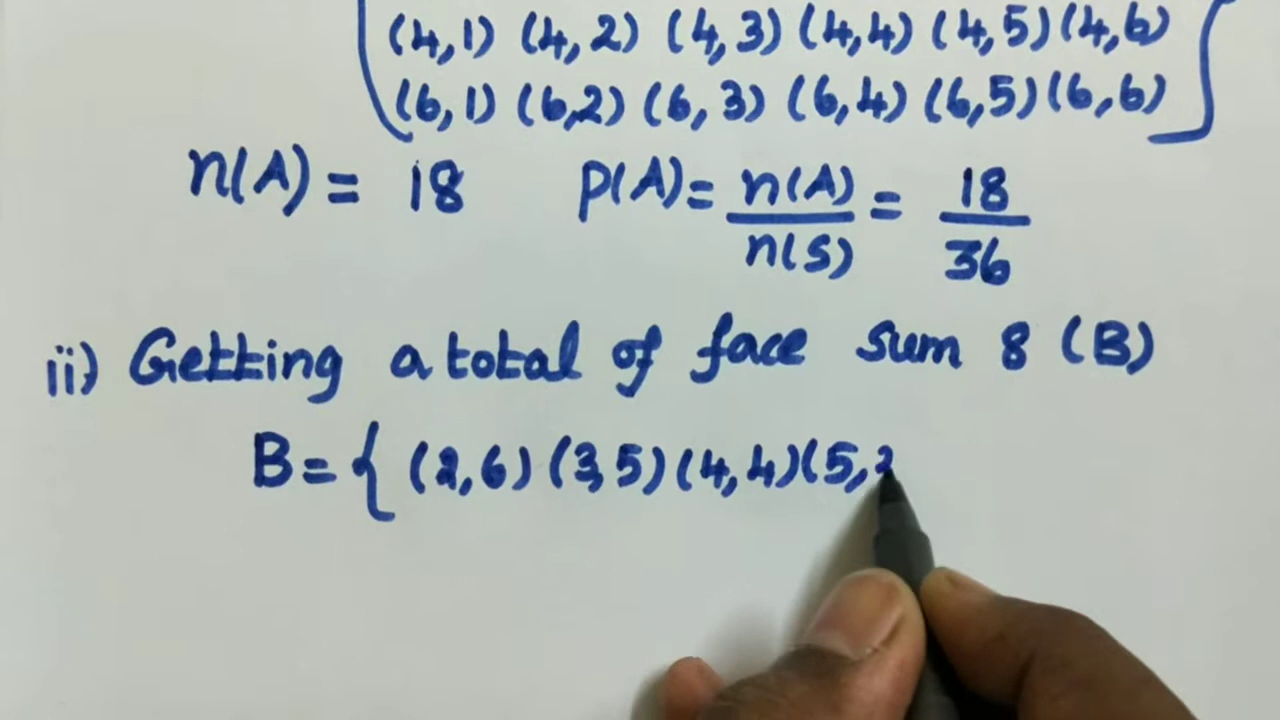 (4,1) (4,2) (4,3) (4,4) (4,5) (4,6)
(6,1) (6,2) (6,3) (6,4) (6,5) (6,6)
n(A) = 18 P(A) = n(A)/n(S) = 18/36
ii) Getting a total of face sum 8 (B)
B = { (2,6) (3,5) (4,4) (5,